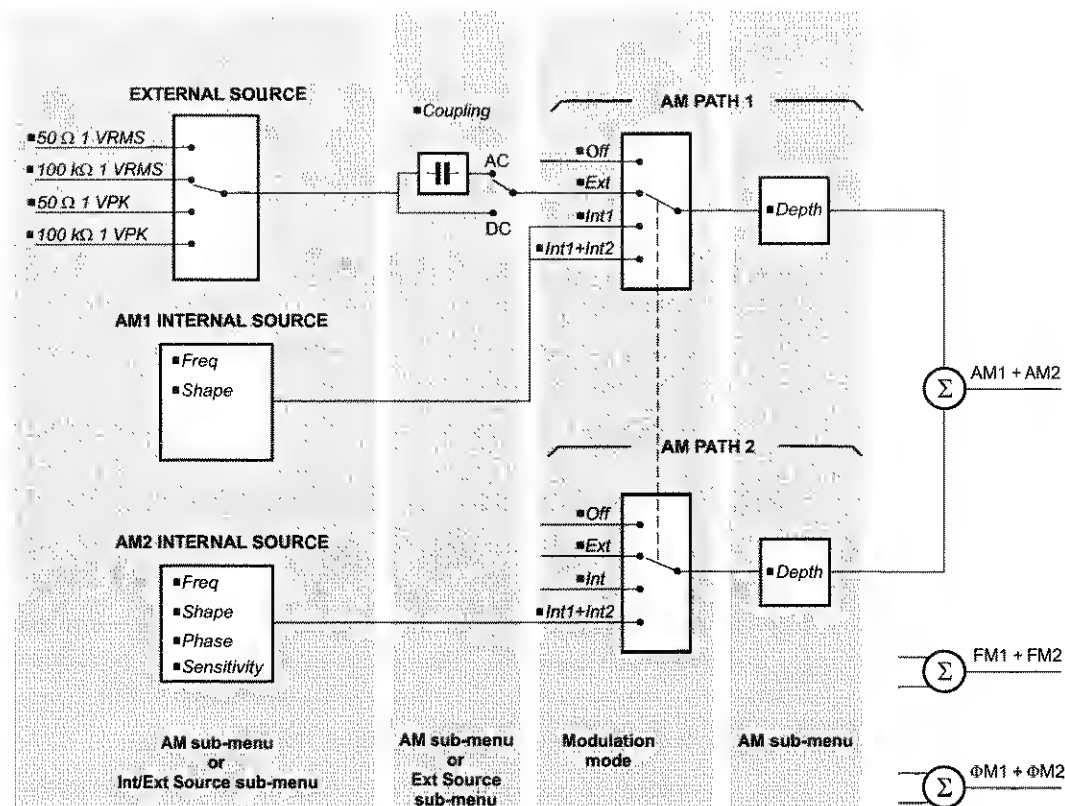 EXTERNAL SOURCE
■50 Ω 1 VRMS
■100 kΩ 1 VRMS
■50 Ω 1 VPK
■100 kΩ 1 VPK
■Coupling
AC
DC
AM PATH 1
■Off
■Ext
■Int1
■Int1+Int2
■Depth
AM1 INTERNAL SOURCE
■Freq
■Shape
Σ
AM1 + AM2
AM PATH 2
■Off
■Ext
■Int
■Int1+Int2
■Depth
AM2 INTERNAL SOURCE
■Freq
■Shape
■Phase
■Sensitivity
Σ
FM1 + FM2
Σ
ΦM1 + ΦM2
AM sub-menu
or
Int/Ext Source sub-menu
AM sub-menu
or
Ext Source
sub-menu
Modulation
mode
AM sub-menu